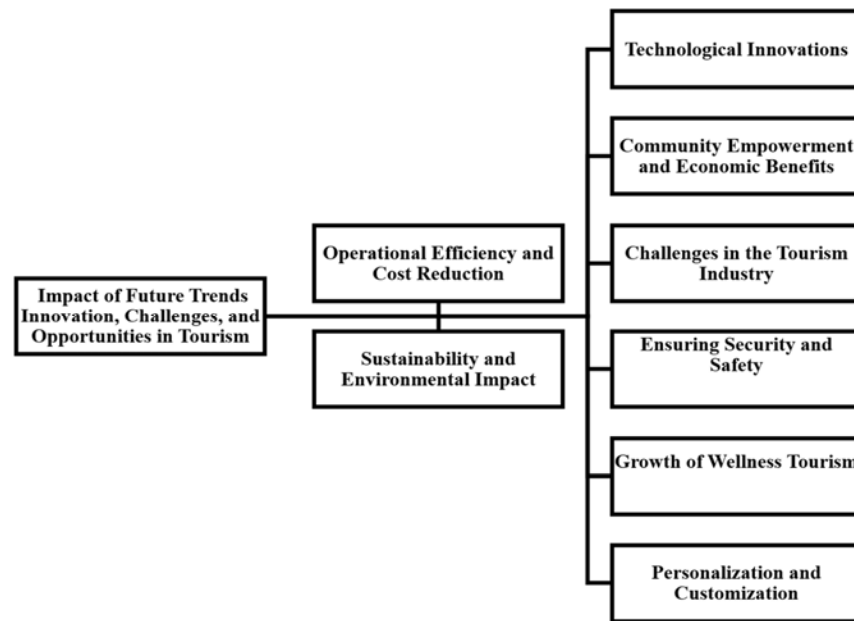 Impact of Future Trends
Innovation, Challenges, and
Opportunities in Tourism
Operational Efficiency and
Cost Reduction
Sustainability and
Environmental Impact
Technological Innovations
Community Empowerment
and Economic Benefits
Challenges in the Tourism
Industry
Ensuring Security and
Safety
Growth of Wellness Tourism
Personalization and
Customization